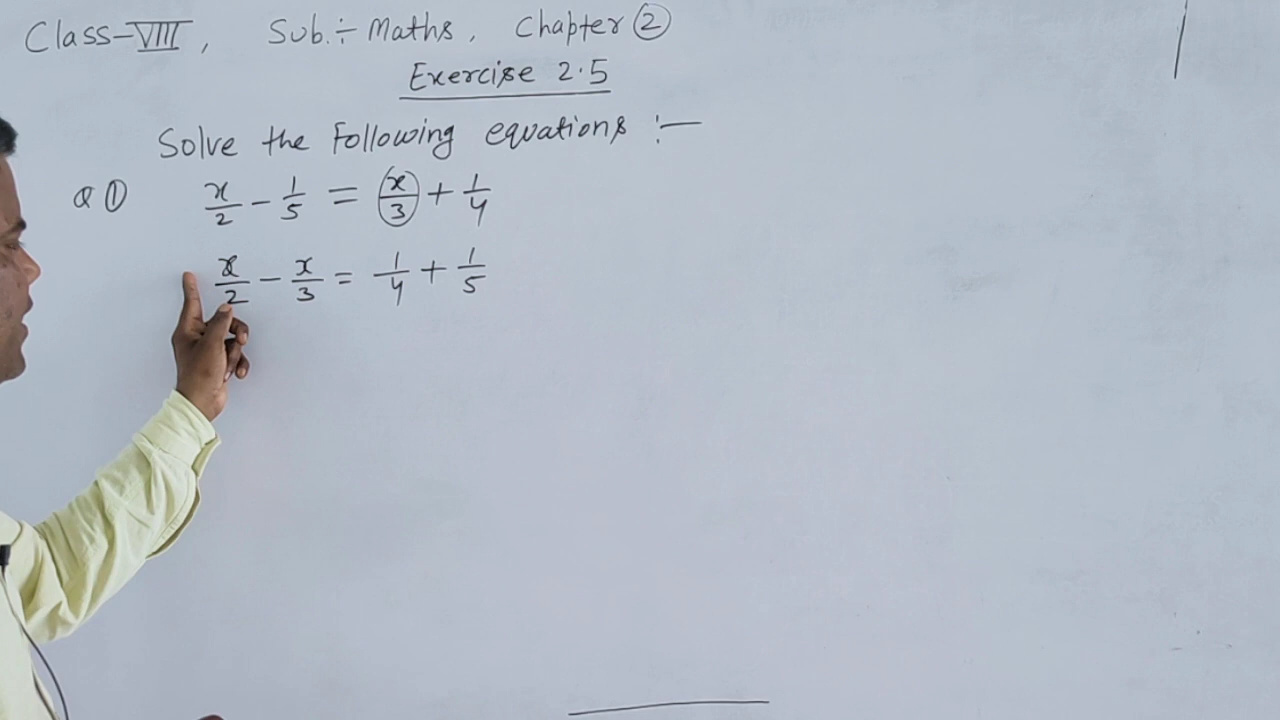 Class-VIII, Sub.÷ Maths, Chapter ②
Exercise 2.5
Solve the Following equations :—
Q ① x/2 - 1/5 = x/3 + 1/4
x/2 - x/3 = 1/4 + 1/5